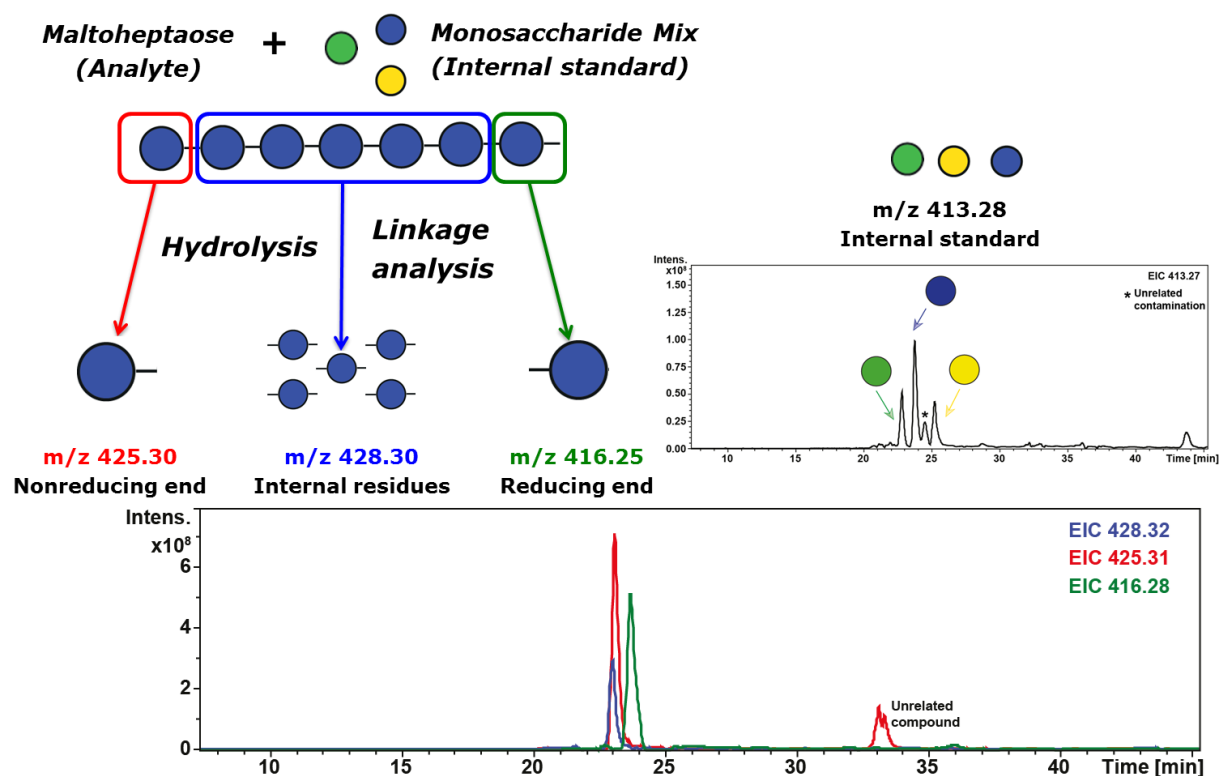 Maltoheptaose
(Analyte)
+
Monosaccharide Mix
(Internal standard)
Hydrolysis
Linkage
analysis
m/z 425.30
Nonreducing end
m/z 428.30
Internal residues
m/z 416.25
Reducing end
m/z 413.28
Internal standard
Intens.
x10⁸
EIC 413.27
* Unrelated
contamination
1.50
1.25
1.00
0.75
0.50
0.25
0.00
*
10 15 20 25 30 35 40 Time [min]
Intens.
x10⁸
EIC 428.32
EIC 425.31
EIC 416.28
6
4
2
0
Unrelated
compound
10 15 20 25 30 35 40 Time [min]